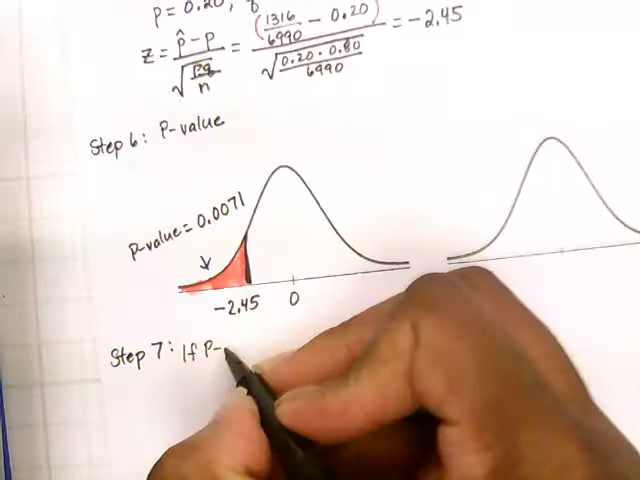 p = 0.20, q
z = p̂ - p / √(pq/n) = (1316/6990 - 0.20) / √(0.20 · 0.80 / 6990) = -2.45
Step 6: P-value
P-value = 0.0071
-2.45 0
Step 7: If P-